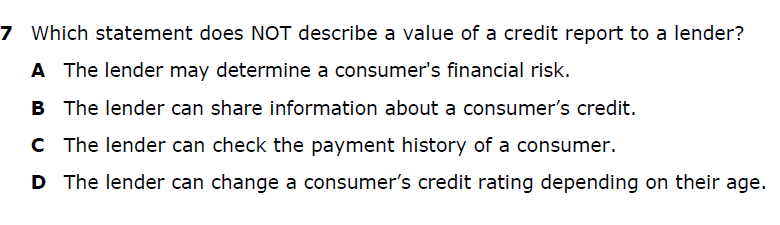 7 Which statement does NOT describe a value of a credit report to a lender?
A The lender may determine a consumer's financial risk.
B The lender can share information about a consumer’s credit.
C The lender can check the payment history of a consumer.
D The lender can change a consumer’s credit rating depending on their age.